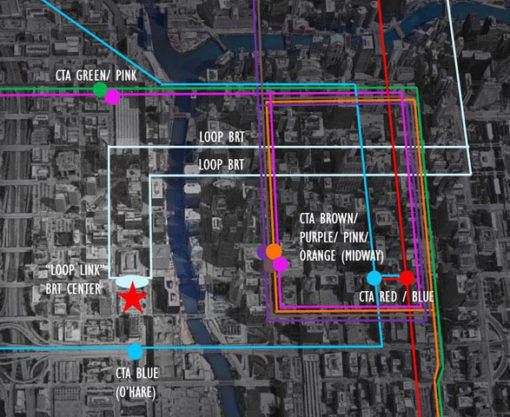 CTA GREEN/ PINK
LOOP BRT
LOOP BRT
CTA BROWN/
PURPLE/ PINK/
ORANGE (MIDWAY)
"LOOP LINK"
BRT CENTER
CTA RED / BLUE
CTA BLUE
(O'HARE)